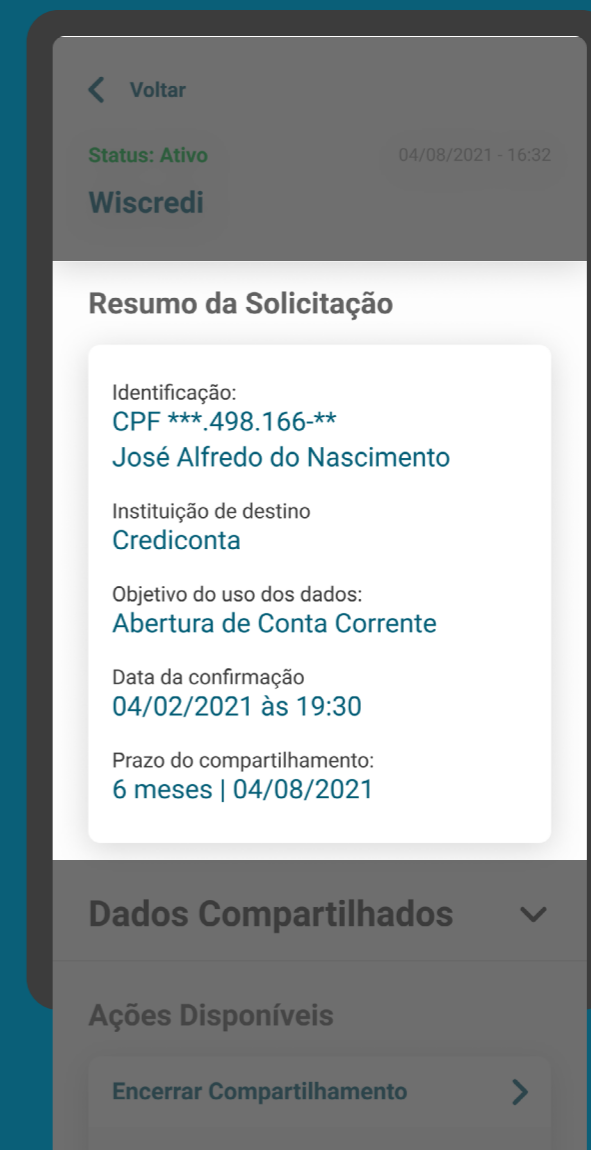 Voltar
Status: Ativo
04/08/2021 - 16:32
Wiscredi
Resumo da Solicitação
Identificação:
CPF ***.498.166-**
José Alfredo do Nascimento
Instituição de destino
Crediconta
Objetivo do uso dos dados:
Abertura de Conta Corrente
Data da confirmação
04/02/2021 às 19:30
Prazo do compartilhamento:
6 meses | 04/08/2021
Dados Compartilhados
Ações Disponíveis
Encerrar Compartilhamento